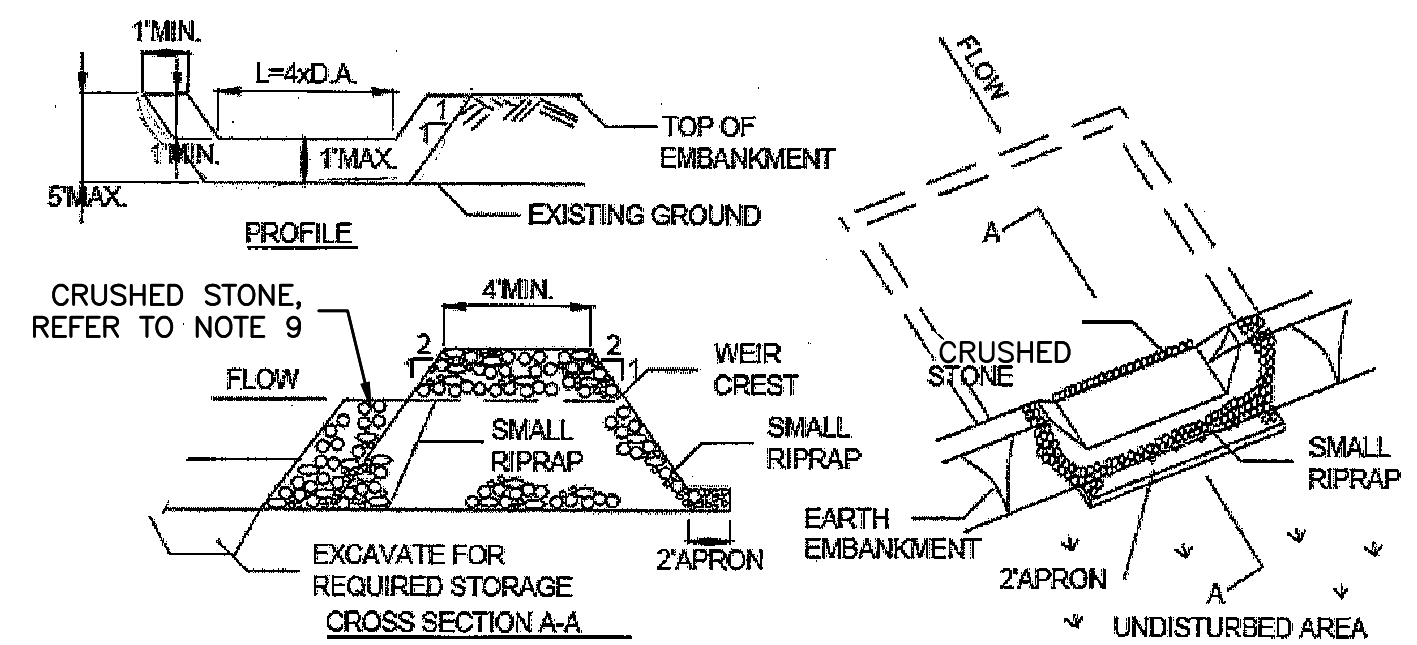 1'MIN.
L=4xD.A.
1
1
TOP OF
EMBANKMENT
1'MIN.
1'MAX.
5'MAX.
EXISTING GROUND
PROFILE
CRUSHED STONE,
REFER TO NOTE 9
4'MIN.
2
1
2
1
FLOW
WEIR
CREST
SMALL
RIPRAP
SMALL
RIPRAP
EXCAVATE FOR
REQUIRED STORAGE
2'APRON
CROSS SECTION A-A
FLOW
A
CRUSHED
STONE
SMALL
RIPRAP
EARTH
EMBANKMENT
2'APRON
A
UNDISTURBED AREA